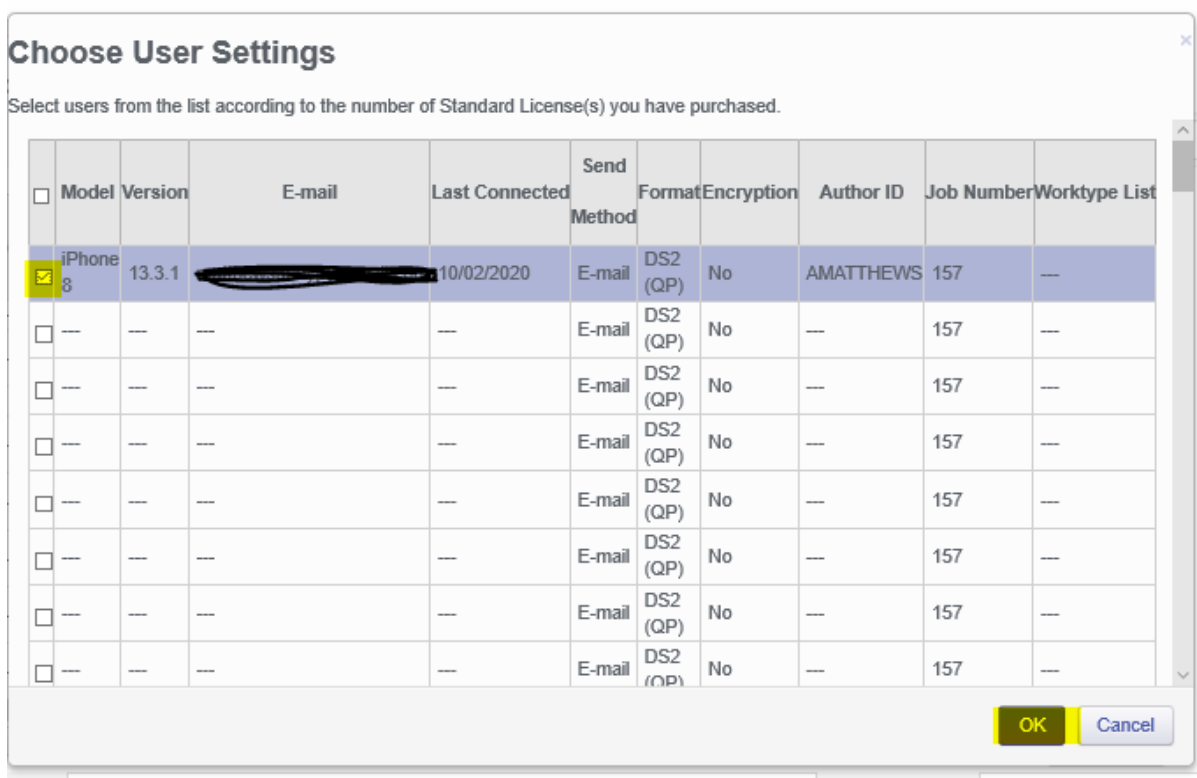 Choose User Settings
×
Select users from the list according to the number of Standard License(s) you have purchased.
Model Version E-mail Last Connected Send Method Format Encryption Author ID Job Number Worktype List
iPhone 8 13.3.1 10/02/2020 E-mail DS2 (QP) No AMATTHEWS 157 ---
--- --- --- --- E-mail DS2 (QP) No --- 157 ---
--- --- --- --- E-mail DS2 (QP) No --- 157 ---
--- --- --- --- E-mail DS2 (QP) No --- 157 ---
--- --- --- --- E-mail DS2 (QP) No --- 157 ---
--- --- --- --- E-mail DS2 (QP) No --- 157 ---
--- --- --- --- E-mail DS2 (QP) No --- 157 ---
--- --- --- --- E-mail DS2 (QP) No --- 157 ---
OK Cancel